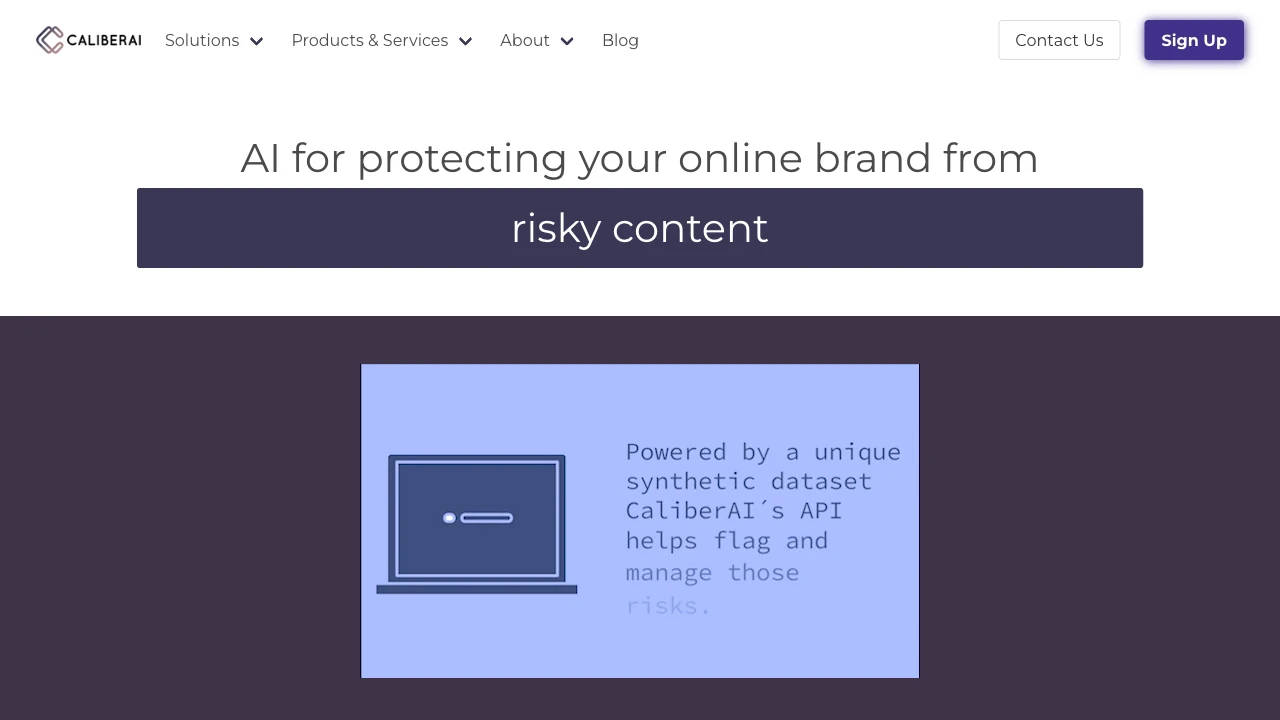 CALIBERAI
Solutions
Products & Services
About
Blog
Contact Us
Sign Up
AI for protecting your online brand from
risky content
Powered by a unique
synthetic dataset
CaliberAI´s API
helps flag and
manage those
risks.